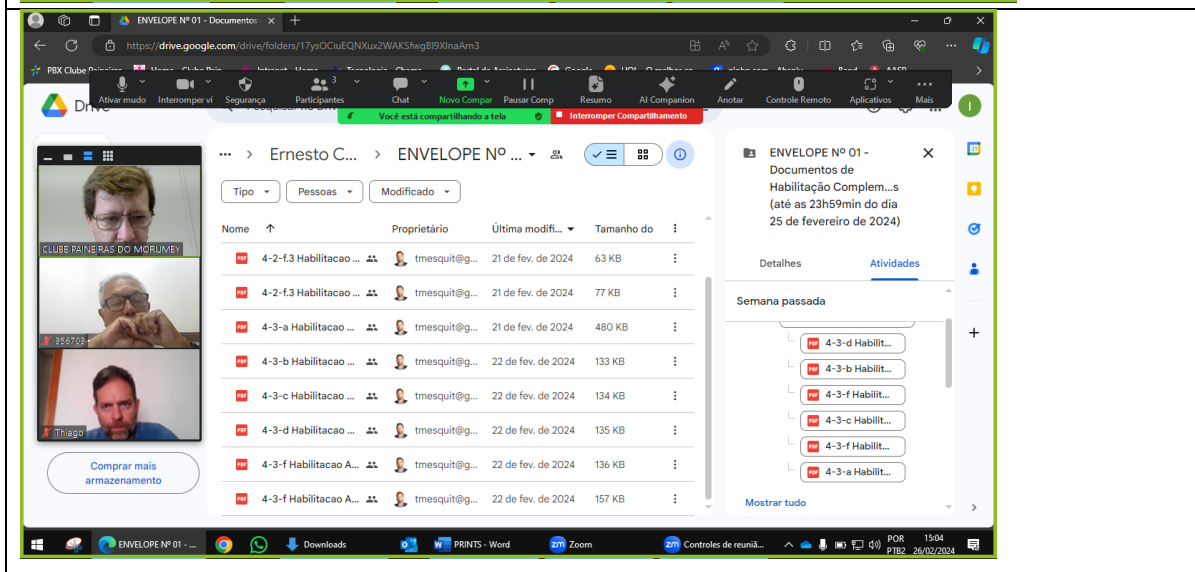 ENVELOPE Nº 01 - Documentos
https://drive.google.com/drive/folders/17ysOCiuEQNXux2WAKSfwgBl9XlnaArn3
PBX Clube
Ativar mudo
Interromper ví
Segurança
Participantes
3
Chat
Novo Compar
Pausar Comp
Resumo
AI Companion
Anotar
Controle Remoto
Aplicativos
Mais
Você está compartilhando a tela
Interromper Compartilhamento
I
Ernesto C...
ENVELOPE Nº ...
Tipo
Pessoas
Modificado
Nome
Proprietário
Última modifi...
Tamanho do
4-2-f.3 Habilitacao ... tmesquit@g... 21 de fev. de 2024 63 KB
4-2-f.3 Habilitacao ... tmesquit@g... 21 de fev. de 2024 77 KB
4-3-a Habilitacao ... tmesquit@g... 21 de fev. de 2024 480 KB
4-3-b Habilitacao ... tmesquit@g... 22 de fev. de 2024 133 KB
4-3-c Habilitacao ... tmesquit@g... 22 de fev. de 2024 134 KB
4-3-d Habilitacao ... tmesquit@g... 22 de fev. de 2024 135 KB
4-3-f Habilitacao A... tmesquit@g... 22 de fev. de 2024 136 KB
4-3-f Habilitacao A... tmesquit@g... 22 de fev. de 2024 157 KB
CLUBE PAINEIRAS DO MORUMBY
356703
Thiago
Comprar mais
armazenamento
ENVELOPE Nº 01 -
Documentos de
Habilitação Complem...s
(até as 23h59min do dia
25 de fevereiro de 2024)
Detalhes
Atividades
Semana passada
4-3-d Habilit...
4-3-b Habilit...
4-3-f Habilit...
4-3-c Habilit...
4-3-f Habilit...
4-3-a Habilit...
Mostrar tudo
ENVELOPE Nº 01 - ...
Downloads
PRINTS - Word
Zoom
Controles de reuniã...
POR
PTB2
15:04
26/02/2024